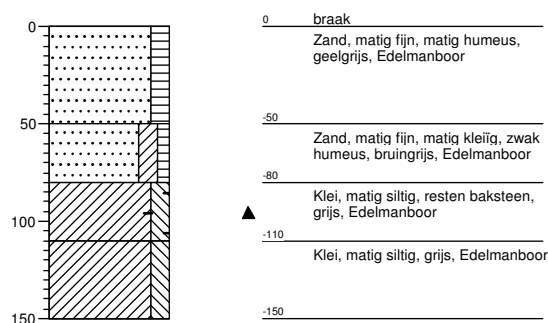 0
50
100
150
0 braak
Zand, matig fijn, matig humeus,
geelgrijs, Edelmanboor
-50
Zand, matig fijn, matig kleiïg, zwak
humeus, bruingrijs, Edelmanboor
-80
Klei, matig siltig, resten baksteen,
grijs, Edelmanboor
-110
Klei, matig siltig, grijs, Edelmanboor
-150